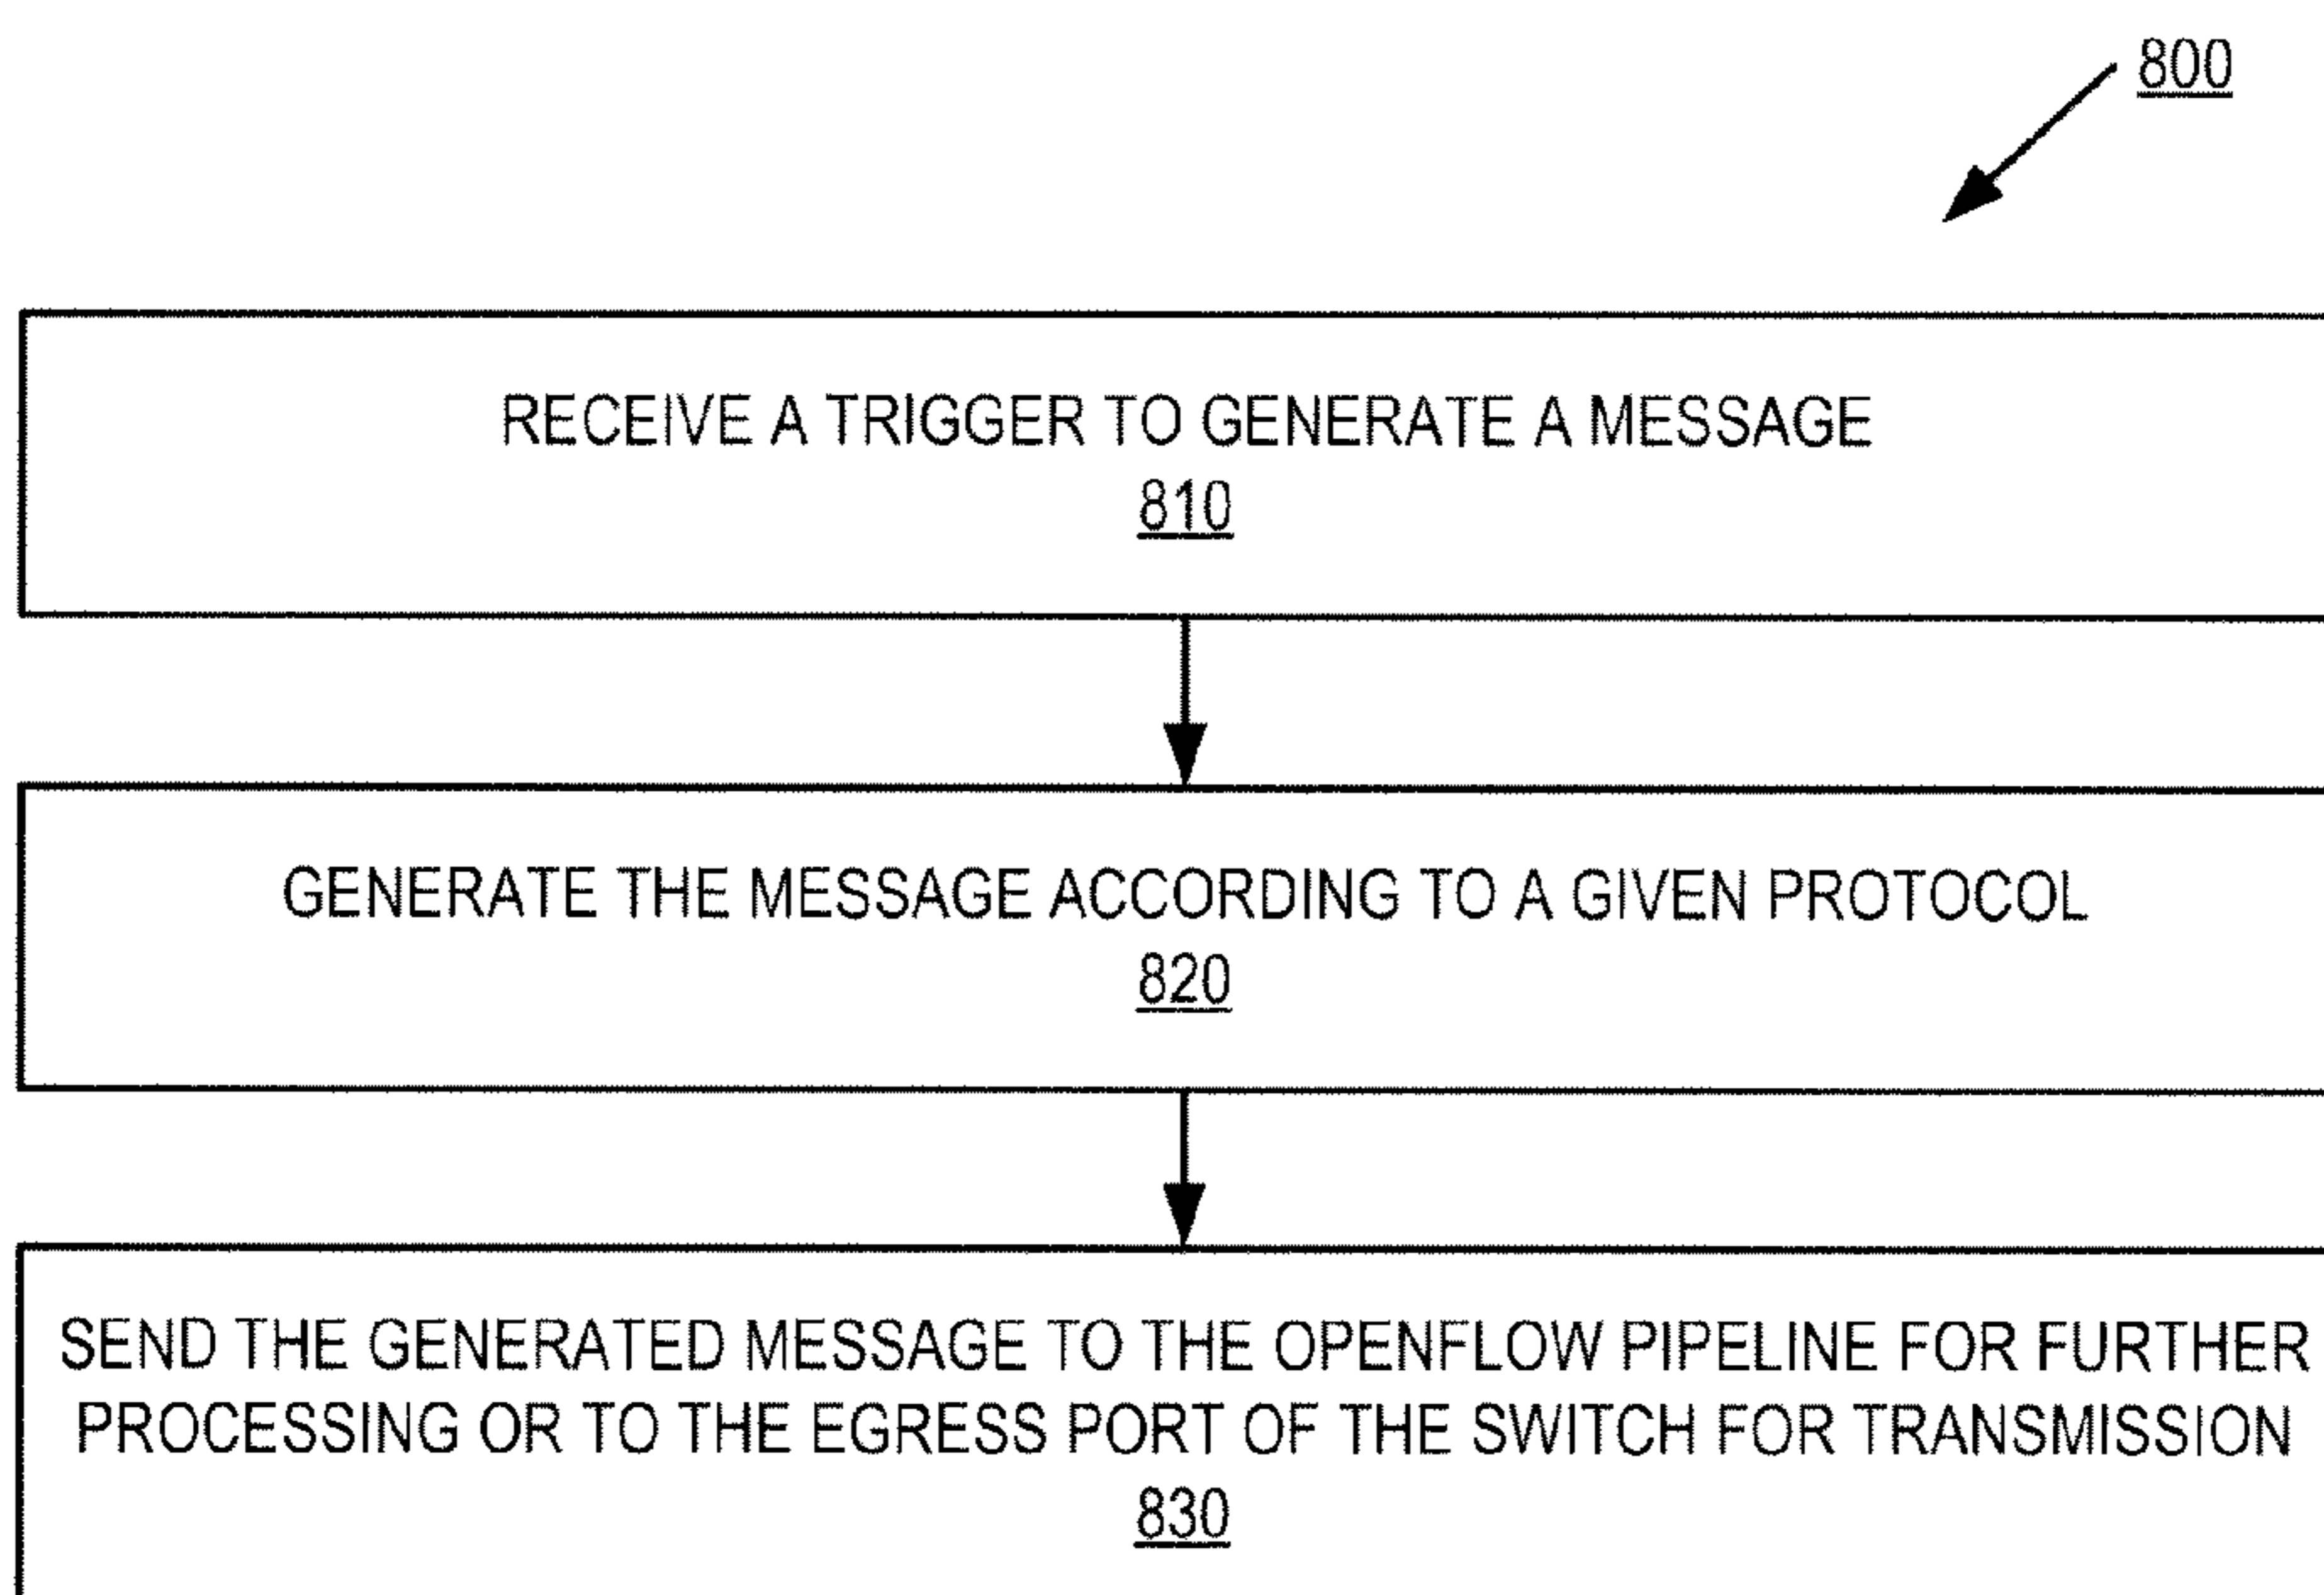 800
RECEIVE A TRIGGER TO GENERATE A MESSAGE
810
GENERATE THE MESSAGE ACCORDING TO A GIVEN PROTOCOL
820
SEND THE GENERATED MESSAGE TO THE OPENFLOW PIPELINE FOR FURTHER
PROCESSING OR TO THE EGRESS PORT OF THE SWITCH FOR TRANSMISSION
830